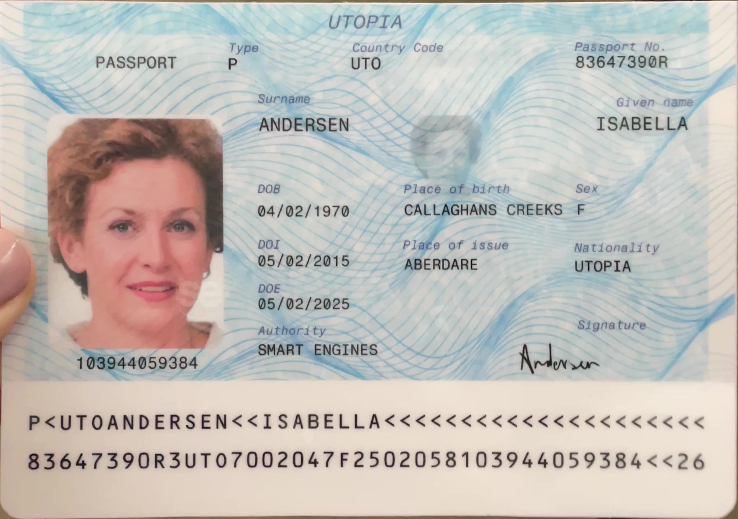 UTOPIA
PASSPORT
Type
P
Country Code
UTO
Passport No.
83647390R
Surname
ANDERSEN
Given name
ISABELLA
DOB
04/02/1970
Place of birth
CALLAGHANS CREEKS
Sex
F
DOI
05/02/2015
Place of issue
ABERDARE
Nationality
UTOPIA
DOE
05/02/2025
Authority
SMART ENGINES
Signature
Andersen
103944059384
P<UTOANDERSEN<<ISABELLA<<<<<<<<<<<<<<<<<<<<<
83647390R3UTO7002047F2502058103944059384<<26